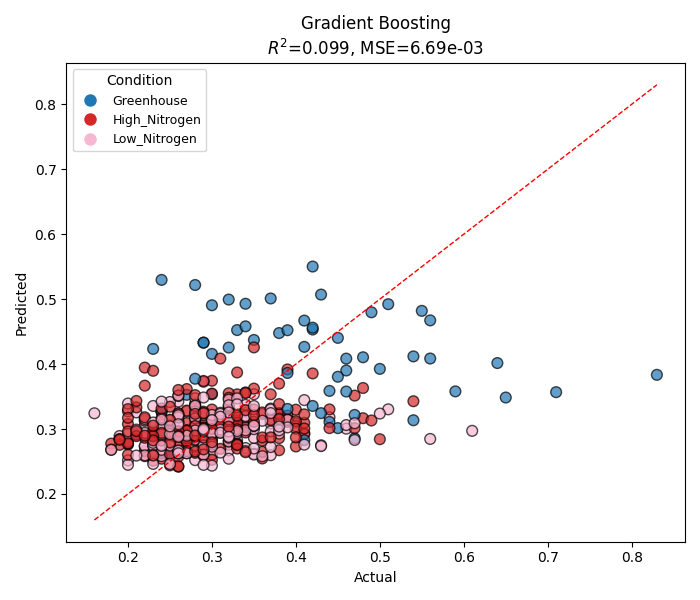 Gradient Boosting
R²=0.099, MSE=6.69e-03
Condition
Greenhouse
High_Nitrogen
Low_Nitrogen
0.8
0.7
0.6
0.5
0.4
0.3
0.2
Predicted
0.2 0.3 0.4 0.5 0.6 0.7 0.8
Actual